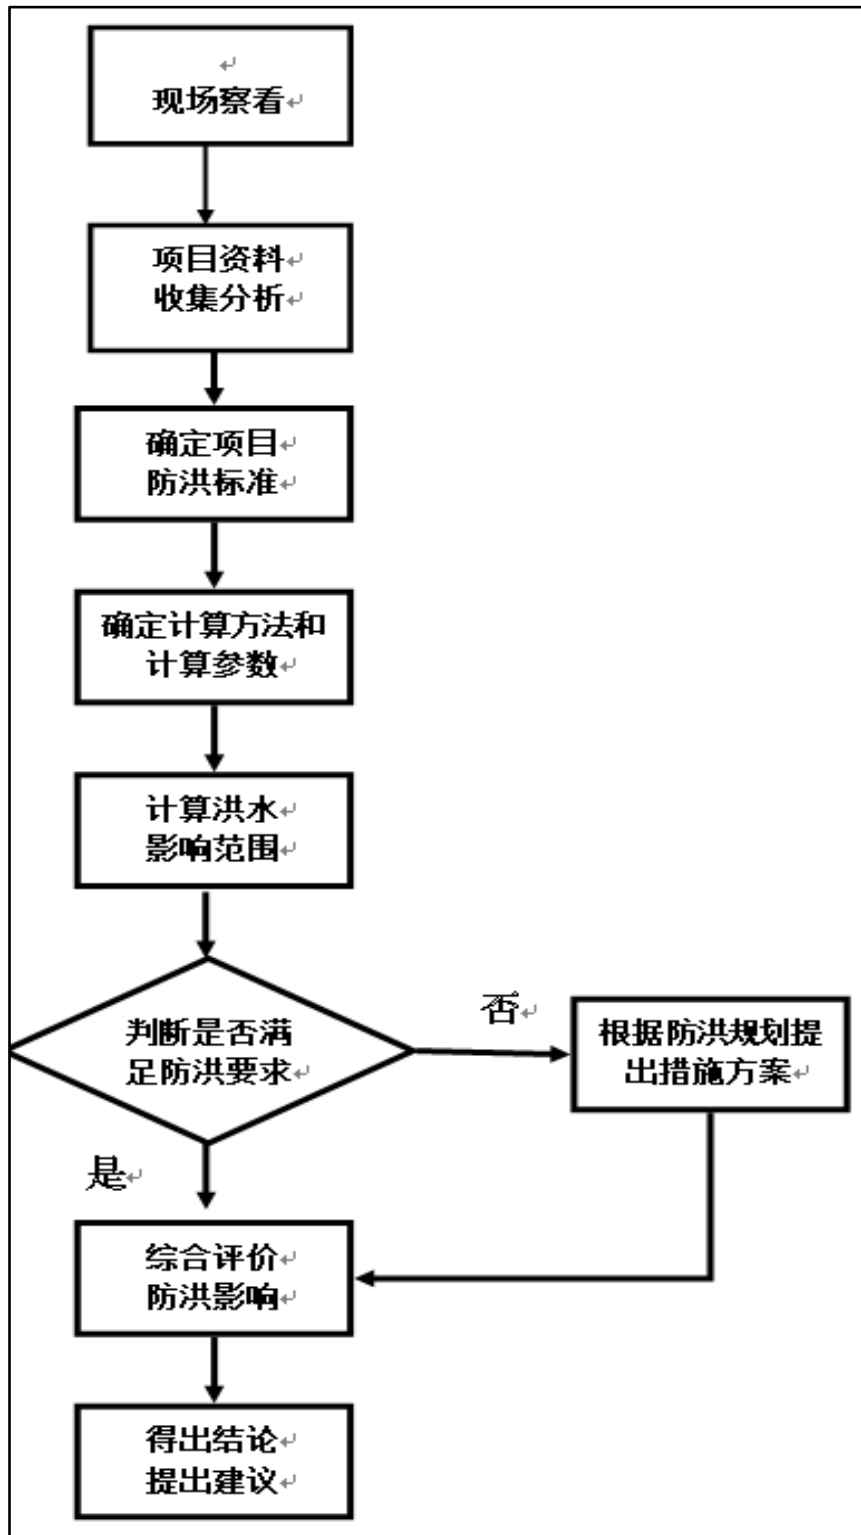 现场察看
项目资料
收集分析
确定项目
防洪标准
确定计算方法和
计算参数
计算洪水
影响范围
判断是否满
足防洪要求
否
根据防洪规划提
出措施方案
是
综合评价
防洪影响
得出结论
提出建议